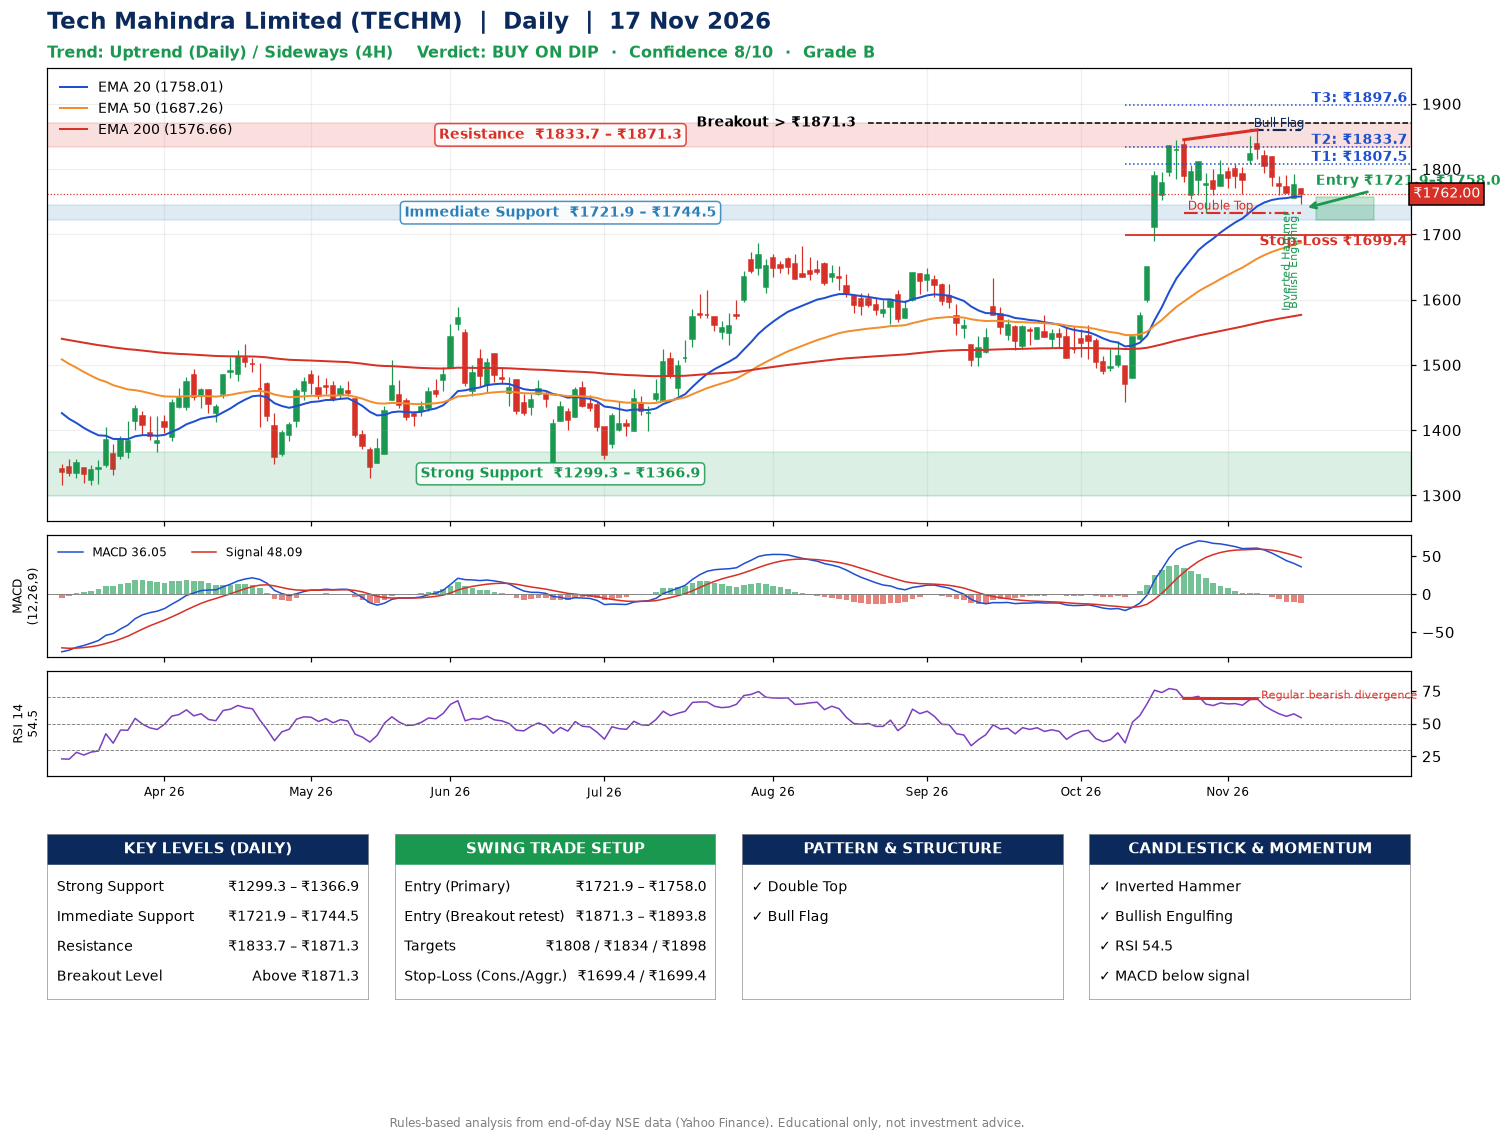 Tech Mahindra Limited (TECHM)  |  Daily  |  17 Nov 2026
Trend: Uptrend (Daily) / Sideways (4H)    Verdict: BUY ON DIP  ·  Confidence 8/10  ·  Grade B
EMA 20 (1758.01)
EMA 50 (1687.26)
EMA 200 (1576.66)
T3: ₹1897.6
Breakout > ₹1871.3
Bull Flag
Resistance  ₹1833.7 – ₹1871.3
T2: ₹1833.7
T1: ₹1807.5
Entry ₹1721.9–₹1758.0
₹1762.00
Immediate Support  ₹1721.9 – ₹1744.5
Double Top
Stop-Loss ₹1699.4
Inverted Hammer
Bullish Engulfing
Strong Support  ₹1299.3 – ₹1366.9
1900
1800
1700
1600
1500
1400
1300
MACD 36.05
Signal 48.09
MACD
(12,26,9)
50
0
−50
Regular bearish divergence
RSI 14
54.5
75
50
25
Apr 26
May 26
Jun 26
Jul 26
Aug 26
Sep 26
Oct 26
Nov 26
KEY LEVELS (DAILY)
Strong Support ₹1299.3 – ₹1366.9
Immediate Support ₹1721.9 – ₹1744.5
Resistance ₹1833.7 – ₹1871.3
Breakout Level Above ₹1871.3
SWING TRADE SETUP
Entry (Primary) ₹1721.9 – ₹1758.0
Entry (Breakout retest) ₹1871.3 – ₹1893.8
Targets ₹1808 / ₹1834 / ₹1898
Stop-Loss (Cons./Aggr.) ₹1699.4 / ₹1699.4
PATTERN & STRUCTURE
✓ Double Top
✓ Bull Flag
CANDLESTICK & MOMENTUM
✓ Inverted Hammer
✓ Bullish Engulfing
✓ RSI 54.5
✓ MACD below signal
Rules-based analysis from end-of-day NSE data (Yahoo Finance). Educational only, not investment advice.